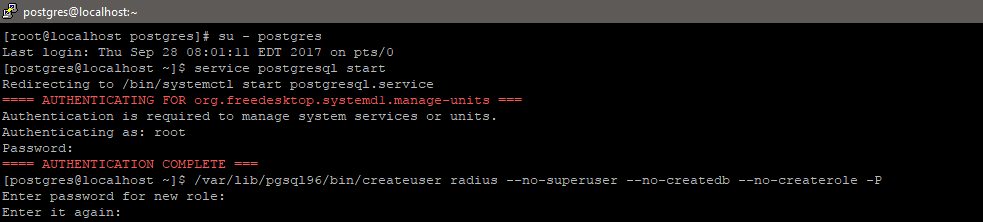 postgres@localhost:~
[root@localhost postgres]# su - postgres
Last login: Thu Sep 28 08:01:11 EDT 2017 on pts/0
[postgres@localhost ~]$ service postgresql start
Redirecting to /bin/systemctl start postgresql.service
==== AUTHENTICATING FOR org.freedesktop.systemd1.manage-units ===
Authentication is required to manage system services or units.
Authenticating as: root
Password:
==== AUTHENTICATION COMPLETE ===
[postgres@localhost ~]$ /var/lib/pgsql96/bin/createuser radius --no-superuser --no-createdb --no-createrole -P
Enter password for new role:
Enter it again: